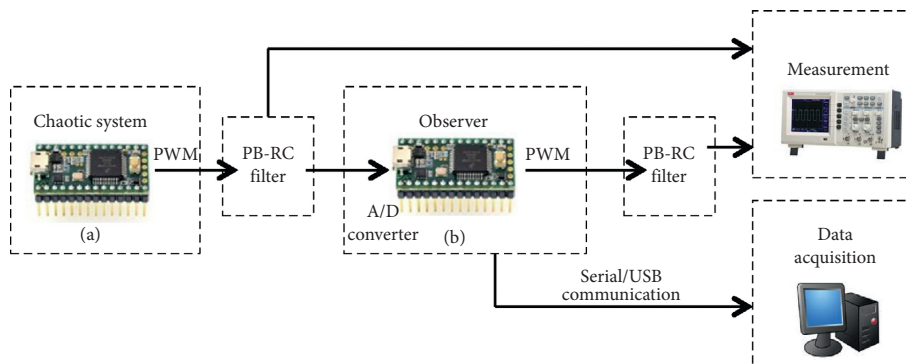 Chaotic system
PWM
(a)
PB-RC
filter
Observer
PWM
A/D
converter
(b)
PB-RC
filter
Measurement
Serial/USB
communication
Data
acquisition